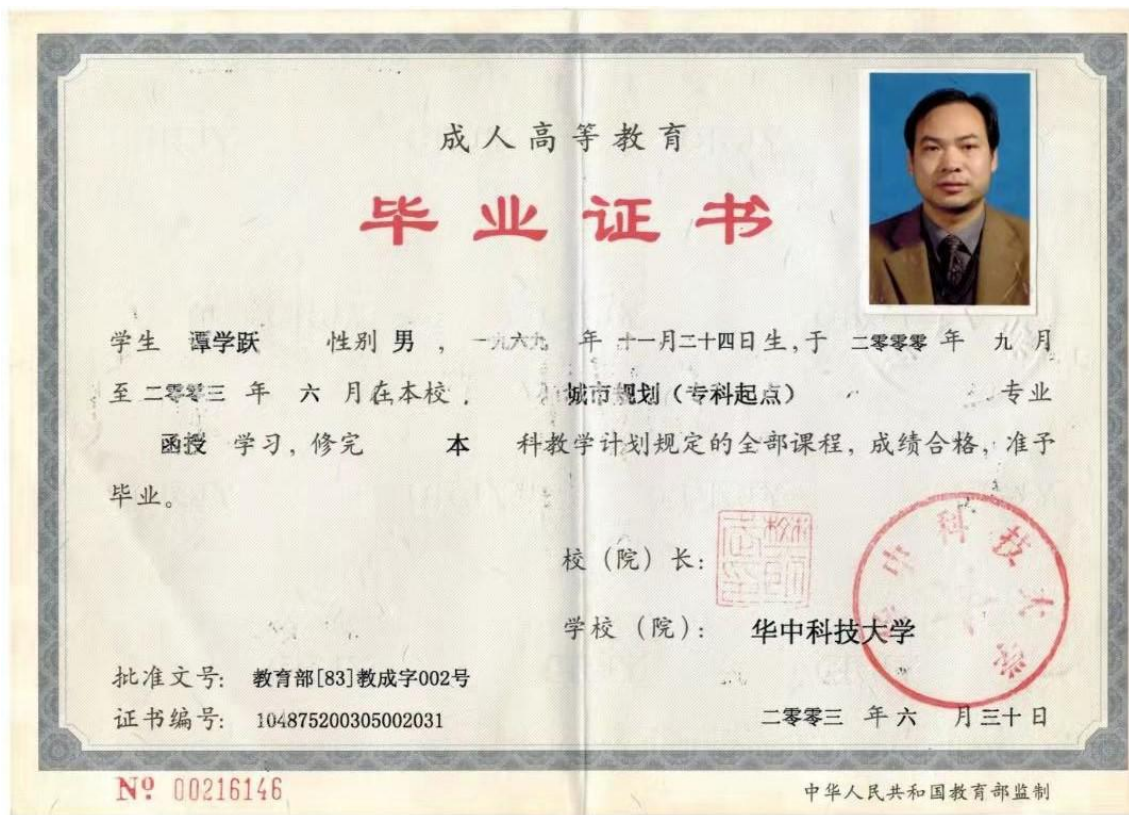 成人高等教育
毕业证书
学生 谭学跃 性别 男 , 一九六九 年 十一月二十四日生,于 二零零零 年 九 月
至 二零零三 年 六 月在本校 城市规划（专科起点） 专业
函授 学习, 修完 本 科教学计划规定的全部课程, 成绩合格, 准予
毕业。
校（院）长:
学校（院）: 华中科技大学
华中科技大学
批准文号: 教育部[83]教成字002号
证书编号: 104875200305002031
二零零三 年 六 月三十日
№ 00216146
中华人民共和国教育部监制